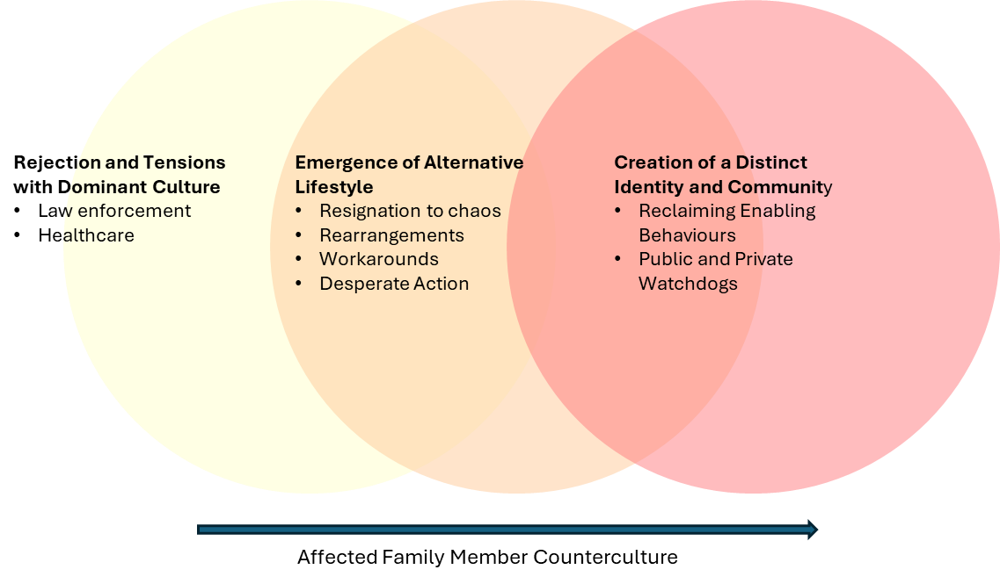 Rejection and Tensions
with Dominant Culture
• Law enforcement
• Healthcare
Emergence of Alternative
Lifestyle
• Resignation to chaos
• Rearrangements
• Workarounds
• Desperate Action
Creation of a Distinct
Identity and Community
• Reclaiming Enabling
Behaviours
• Public and Private
Watchdogs
Affected Family Member Counterculture